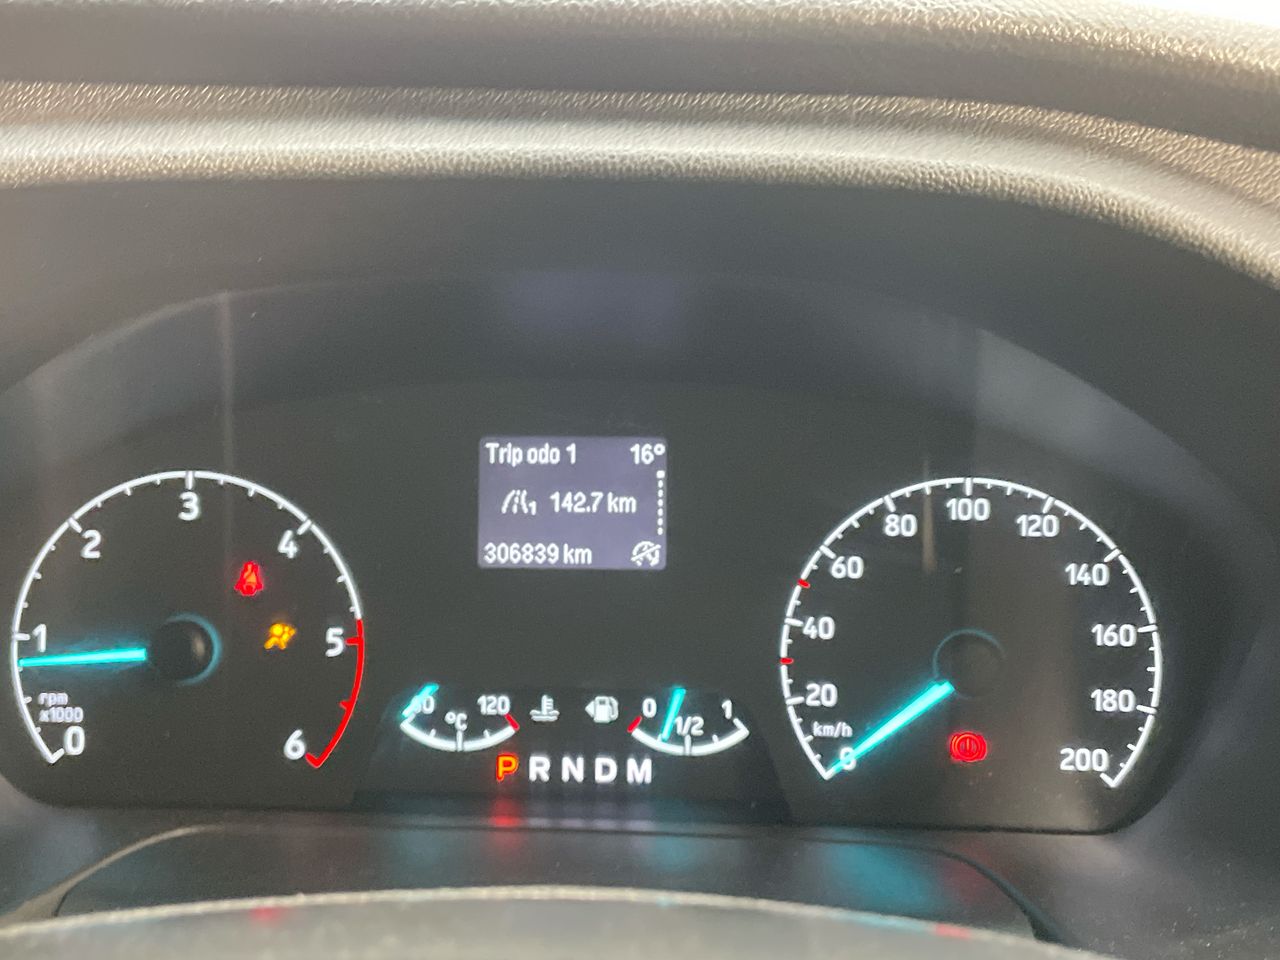 Trip odo 1 16°
1 142.7 km
306839 km
0 1 2 3 4 5 6
rpm
x1000
120
°C
0 1/2 1
P R N D M
0 20 40 60 80 100 120 140 160 180 200
km/h